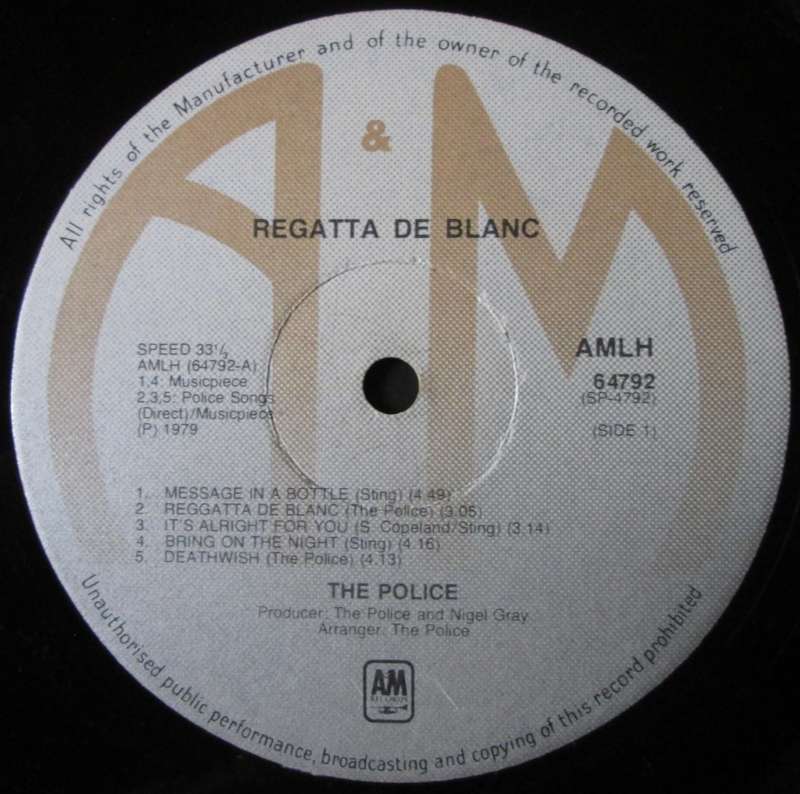 All rights of the Manufacturer and of the owner of the recorded work reserved
A & M
REGATTA DE BLANC
SPEED 33⅓
AMLH (64792-A)
1,4: Musicpiece
2,3,5: Police Songs
(Direct)/Musicpiece
(P) 1979
AMLH
64792
(SP-4792)
(SIDE 1)
1. MESSAGE IN A BOTTLE (Sting) (4.49)
2. REGGATTA DE BLANC (The Police) (3.05)
3. IT'S ALRIGHT FOR YOU (S. Copeland/Sting) (3.14)
4. BRING ON THE NIGHT (Sting) (4.16)
5. DEATHWISH (The Police) (4.13)
THE POLICE
Producer: The Police and Nigel Gray
Arranger: The Police
AM
RECORDS
Unauthorised public performance, broadcasting and copying of this record prohibited